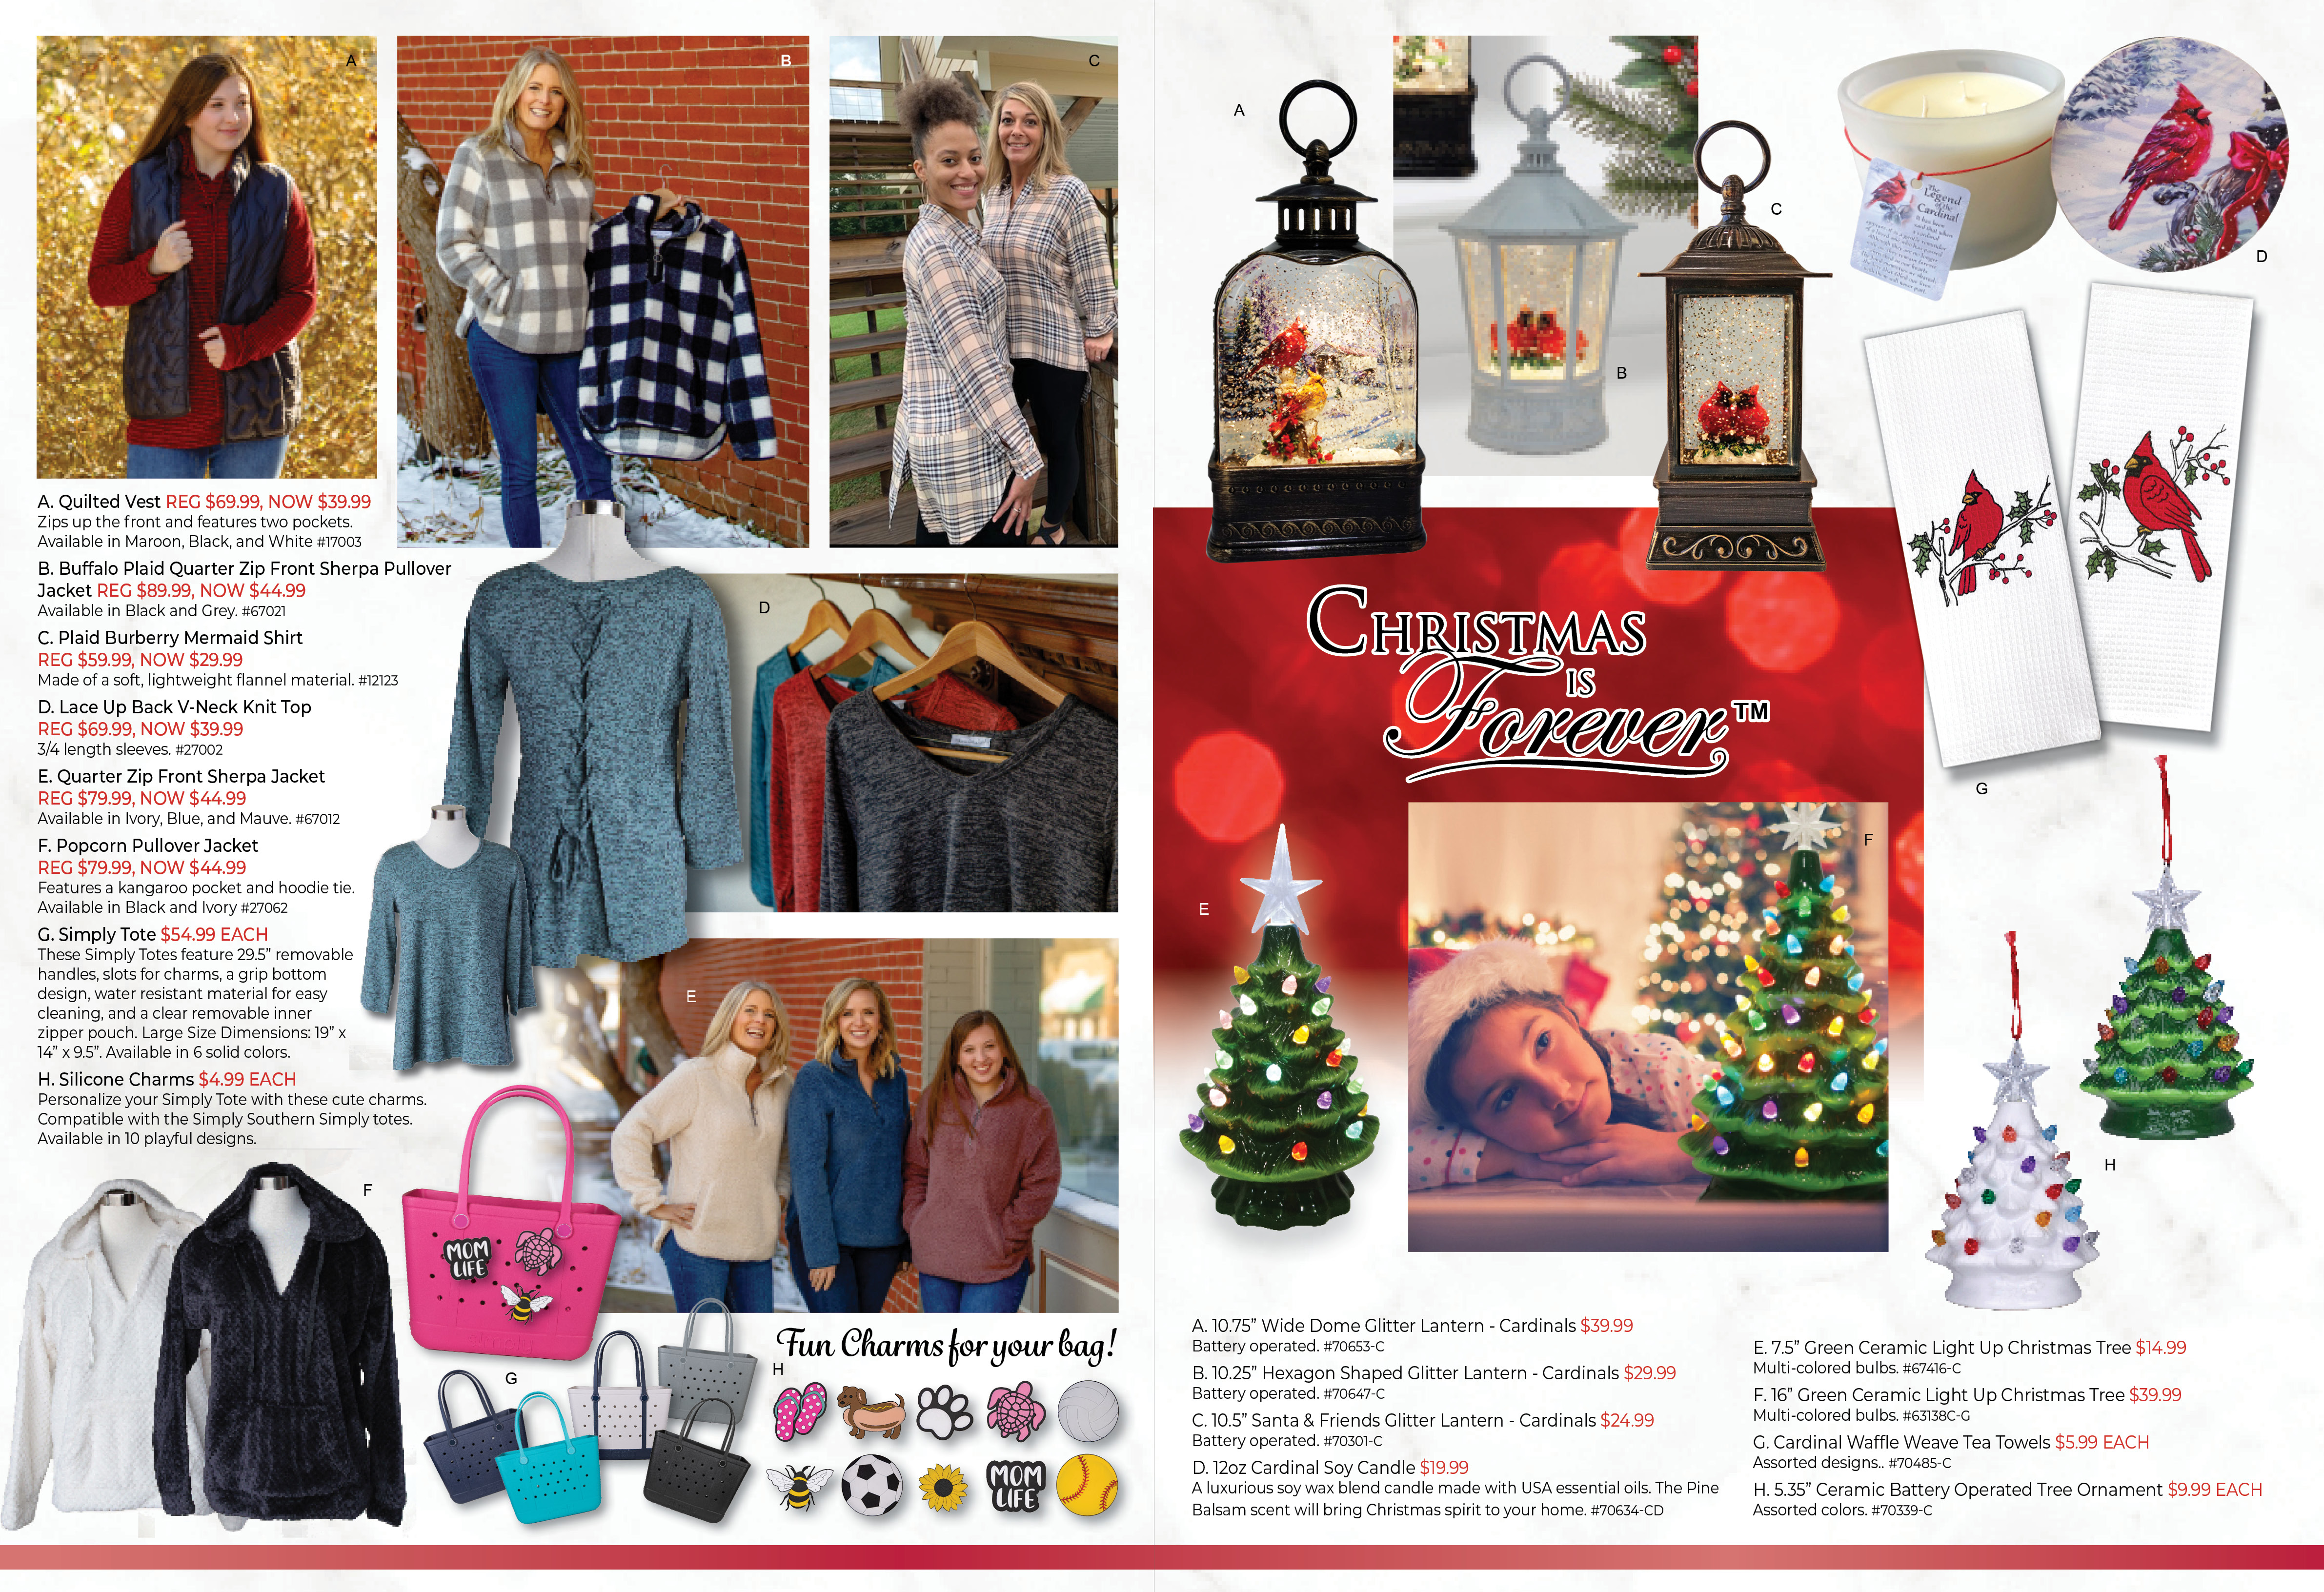 A
B
C
A. Quilted Vest REG $69.99, NOW $39.99
Zips up the front and features two pockets.
Available in Maroon, Black, and White #17003
B. Buffalo Plaid Quarter Zip Front Sherpa Pullover
Jacket REG $89.99, NOW $44.99
Available in Black and Grey. #67021
C. Plaid Burberry Mermaid Shirt
REG $59.99, NOW $29.99
Made of a soft, lightweight flannel material. #12123
D. Lace Up Back V-Neck Knit Top
REG $69.99, NOW $39.99
3/4 length sleeves. #27002
E. Quarter Zip Front Sherpa Jacket
REG $79.99, NOW $44.99
Available in Ivory, Blue, and Mauve. #67012
F. Popcorn Pullover Jacket
REG $79.99, NOW $44.99
Features a kangaroo pocket and hoodie tie.
Available in Black and Ivory #27062
G. Simply Tote $54.99 EACH
These Simply Totes feature 29.5” removable
handles, slots for charms, a grip bottom
design, water resistant material for easy
cleaning, and a clear removable inner
zipper pouch. Large Size Dimensions: 19” x
14” x 9.5”. Available in 6 solid colors.
H. Silicone Charms $4.99 EACH
Personalize your Simply Tote with these cute charms.
Compatible with the Simply Southern Simply totes.
Available in 10 playful designs.
D
E
F
MOM
LIFE
Fun Charms for your bag!
G
H
MOM
LIFE
A
B
C
D
The
Legend
of the
Cardinal
CHRISTMAS
IS
Forever™
G
E
F
H
A. 10.75” Wide Dome Glitter Lantern - Cardinals $39.99
Battery operated. #70653-C
B. 10.25” Hexagon Shaped Glitter Lantern - Cardinals $29.99
Battery operated. #70647-C
C. 10.5” Santa & Friends Glitter Lantern - Cardinals $24.99
Battery operated. #70301-C
D. 12oz Cardinal Soy Candle $19.99
A luxurious soy wax blend candle made with USA essential oils. The Pine
Balsam scent will bring Christmas spirit to your home. #70634-CD
E. 7.5” Green Ceramic Light Up Christmas Tree $14.99
Multi-colored bulbs. #67416-C
F. 16” Green Ceramic Light Up Christmas Tree $39.99
Multi-colored bulbs. #63138C-G
G. Cardinal Waffle Weave Tea Towels $5.99 EACH
Assorted designs.. #70485-C
H. 5.35” Ceramic Battery Operated Tree Ornament $9.99 EACH
Assorted colors. #70339-C